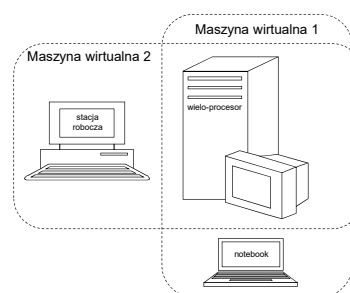 Maszyna wirtualna 1
Maszyna wirtualna 2
wielo-procesor
stacja
robocza
notebook